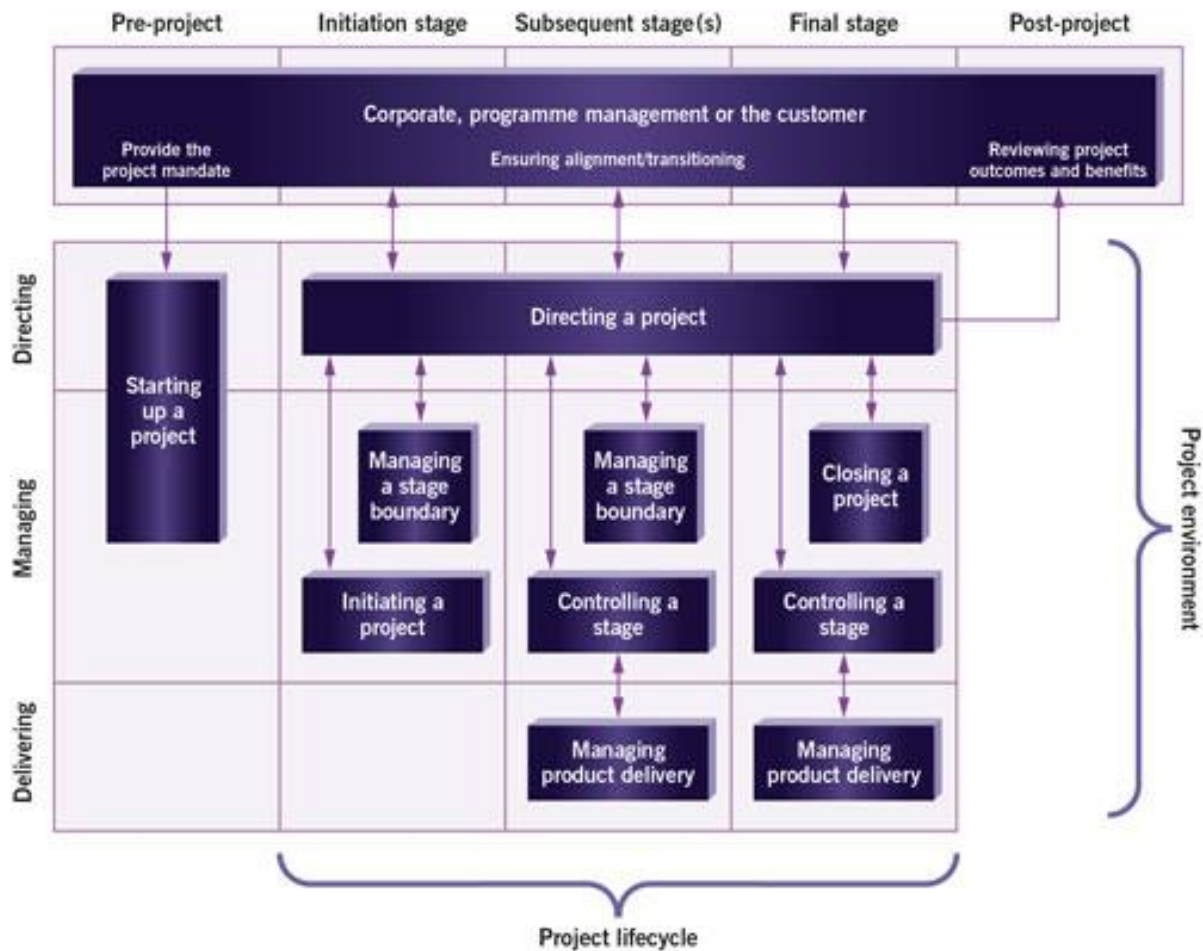 Pre-project
Initiation stage
Subsequent stage(s)
Final stage
Post-project
Corporate, programme management or the customer
Provide the
project mandate
Ensuring alignment/transitioning
Reviewing project
outcomes and benefits
Directing
Directing a project
Starting
up a
project
Managing
Managing
a stage
boundary
Managing
a stage
boundary
Closing a
project
Initiating a
project
Controlling a
stage
Controlling a
stage
Delivering
Managing
product delivery
Managing
product delivery
Project environment
Project lifecycle